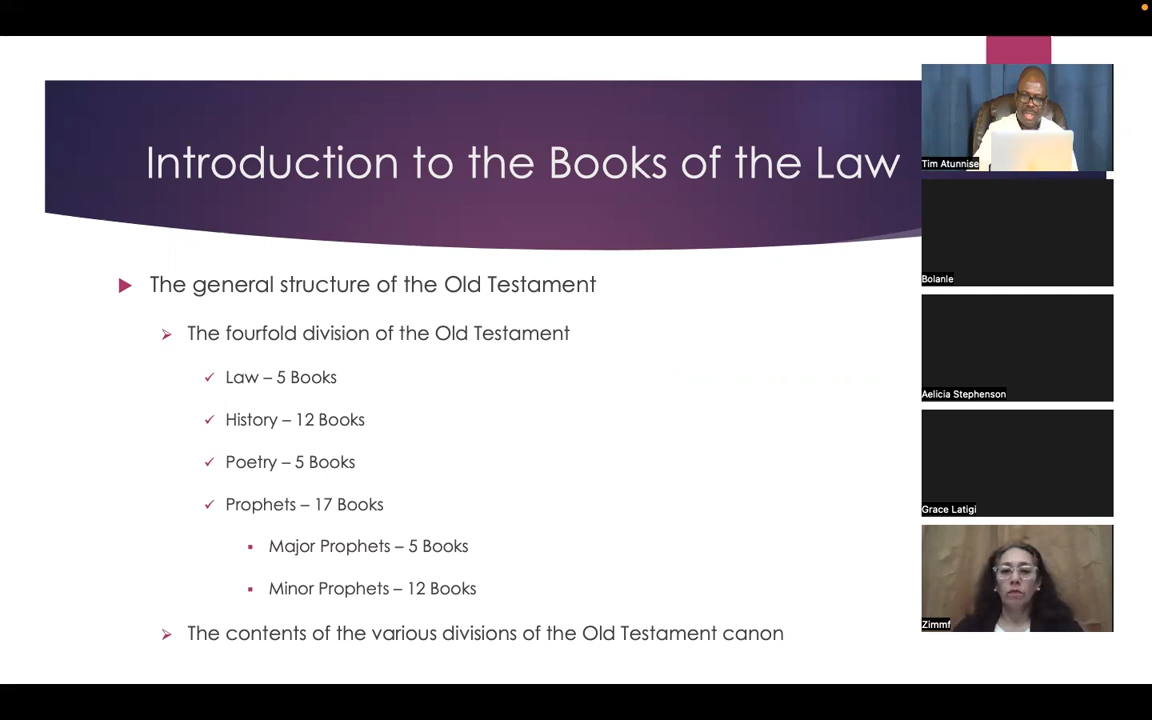 Introduction to the Books of the Law
The general structure of the Old Testament
The fourfold division of the Old Testament
Law – 5 Books
History – 12 Books
Poetry – 5 Books
Prophets – 17 Books
Major Prophets – 5 Books
Minor Prophets – 12 Books
The contents of the various divisions of the Old Testament canon
Tim Atunnise
Bolanle
Aelicia Stephenson
Grace Latigi
Zimmf